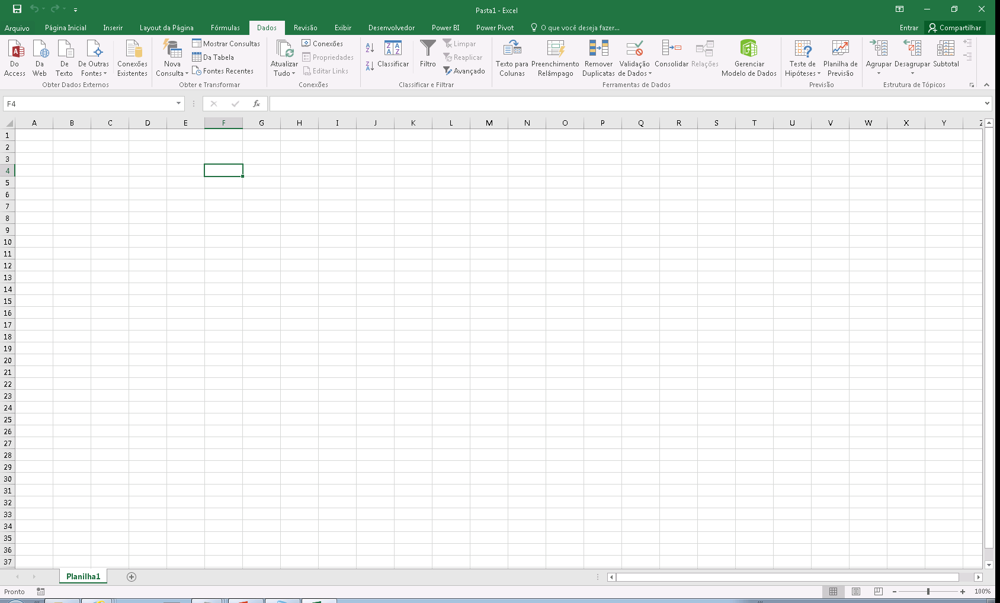 Pasta1 - Excel
Arquivo Página Inicial Inserir Layout da Página Fórmulas Dados Revisão Exibir Desenvolvedor Power BI Power Pivot O que você deseja fazer... Entrar Compartilhar
Do Access
Da Web
De Texto
De Outras Fontes
Conexões Existentes
Obter Dados Externos
Nova Consulta
Mostrar Consultas
Da Tabela
Fontes Recentes
Obter e Transformar
Atualizar Tudo
Conexões
Propriedades
Editar Links
Conexões
Classificar
Filtro
Limpar
Reaplicar
Avançado
Classificar e Filtrar
Texto para Colunas
Preenchimento Relâmpago
Remover Duplicatas
Validação de Dados
Consolidar
Relações
Gerenciar Modelo de Dados
Ferramentas de Dados
Teste de Hipóteses
Planilha de Previsão
Previsão
Agrupar
Desagrupar
Subtotal
Estrutura de Tópicos
F4 fx
A B C D E F G H I J K L M N O P Q R S T U V W X Y Z
1
2
3
4
5
6
7
8
9
10
11
12
13
14
15
16
17
18
19
20
21
22
23
24
25
26
27
28
29
30
31
32
33
34
35
36
37
Planilha1
Pronto 100%